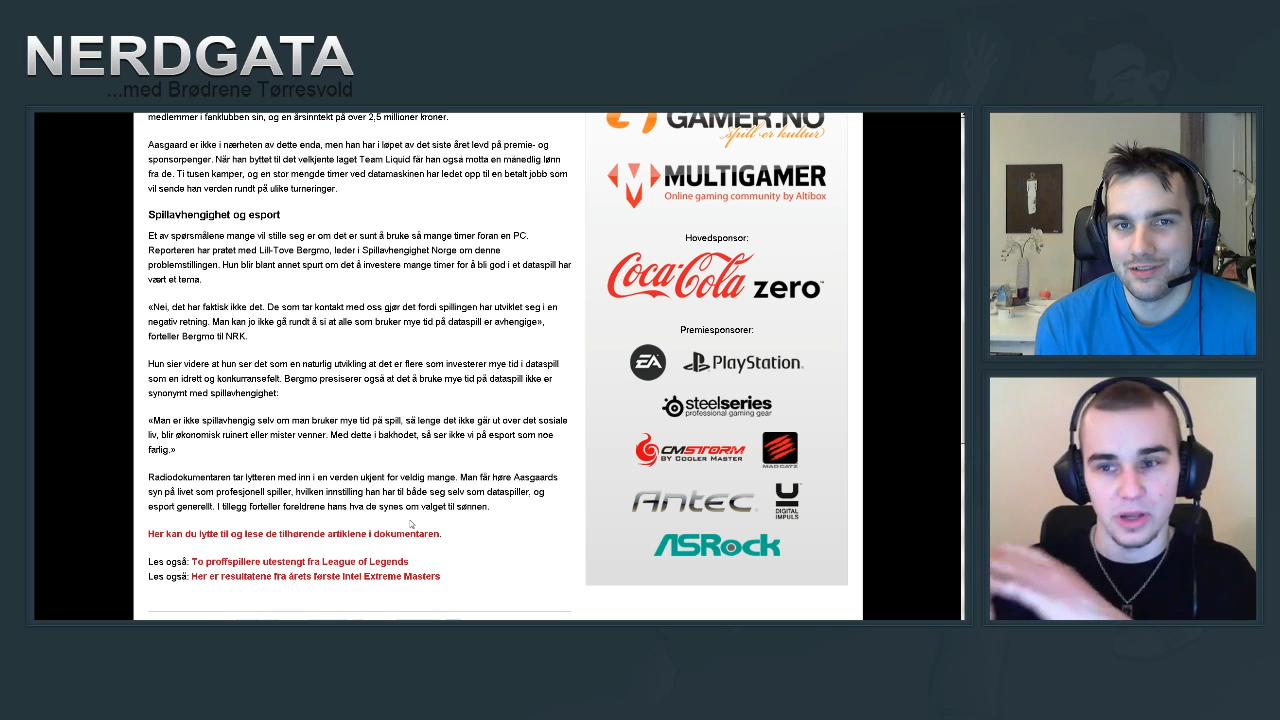 NERDGATA
...med Brødrene Tørresvold
medlemmer i fanklubben sin, og en årsinntekt på over 2,5 millioner kroner.
Aasgaard er ikke i nærheten av dette enda, men han har i løpet av det siste året levd på premie- og
sponsorpenger. Når han byttet til det velkjente laget Team Liquid får han også motta en månedlig lønn
fra de. Ti tusen kamper, og en stor mengde timer ved datamaskinen har ledet opp til en betalt jobb som
vil sende han verden rundt på ulike turneringer.
Spillavhengighet og esport
Et av spørsmålene mange vil stille seg er om det er sunt å bruke så mange timer foran en PC.
Reporteren har pratet med Lill-Tove Bergmo, leder i Spillavhengighet Norge om denne
problemstillingen. Hun blir blant annet spurt om det å investere mange timer for å bli god i et dataspill har
vært et tema.
«Nei, det har faktisk ikke det. De som tar kontakt med oss gjør det fordi spillingen har utviklet seg i en
negativ retning. Man kan jo ikke gå rundt å si at alle som bruker mye tid på dataspill er avhengige»,
forteller Bergmo til NRK.
Hun sier videre at hun ser det som en naturlig utvikling at det er flere som investerer mye tid i dataspill
som en idrett og konkurransefelt. Bergmo presiserer også at det å bruke mye tid på dataspill ikke er
synonymt med spillavhengighet:
«Man er ikke spillavhengig selv om man bruker mye tid på spill, så lenge det ikke går ut over det sosiale
liv, blir økonomisk ruinert eller mister venner. Med dette i bakhodet, så ser ikke vi på esport som noe
farlig.»
Radiodokumentaren tar lytteren med inn i en verden ukjent for veldig mange. Man får høre Aasgaards
syn på livet som profesjonell spiller, hvilken innstilling han har til både seg selv som dataspiller, og
esport generellt. I tillegg forteller foreldrene hans hva de synes om valget til sønnen.
Her kan du lytte til og lese de tilhørende artiklene i dokumentaren.
Les også: To proffspillere utestengt fra League of Legends
Les også: Her er resultatene fra årets første Intel Extreme Masters
GAMER.NO
spill er kultur
MULTIGAMER
Online gaming community by Altibox
Hovedsponsor:
Coca-Cola zero™
Premiesponsorer:
EA PlayStation
steelseries
professional gaming gear
CMSTORM
BY COOLER MASTER
MAD CATZ
ANTEC
DIGITAL
IMPULS
ASRock